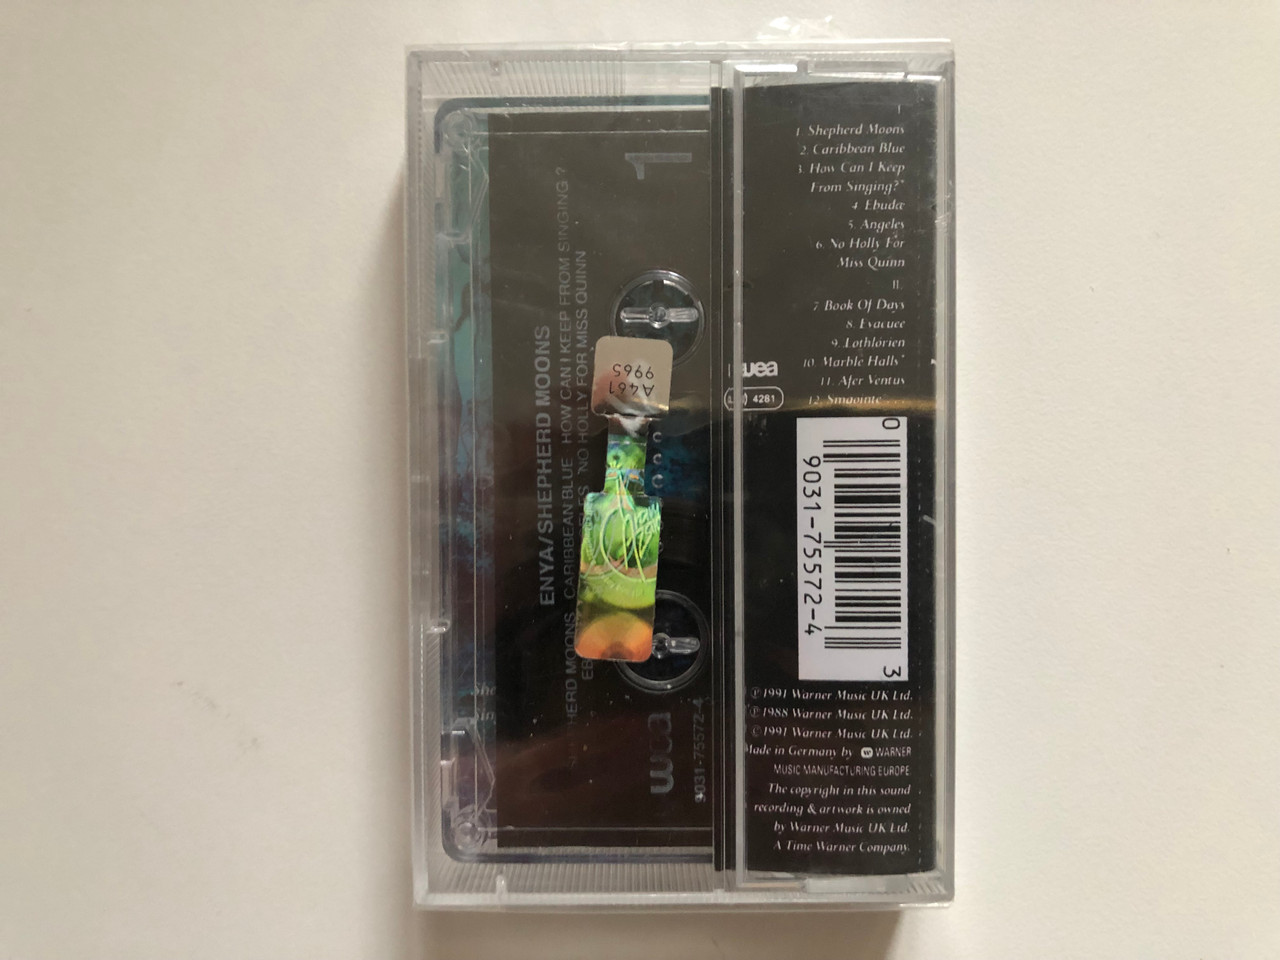 1
ENYA/SHEPHERD MOONS
HERD MOONS CARIBBEAN BLUE HOW CAN I KEEP FROM SINGING?
NO HOLLY FOR MISS QUINN
wea
9031-75572-4
A461
9965
I
1. Shepherd Moons
2. Caribbean Blue
3. How Can I Keep
From Singing?*
4 Ebudæ
5. Angeles
6. No Holly For
Miss Quinn
II.
7. Book Of Days
8. Evacuee
9. Lothlórien
10. Marble Halls*
11. Afer Ventus
12. Smaointe...
wea
4281
0
9031-75572-4
3
℗ 1991 Warner Music UK Ltd.
℗ 1988 Warner Music UK Ltd.
© 1991 Warner Music UK Ltd.
Made in Germany by WARNER
MUSIC MANUFACTURING EUROPE
The copyright in this sound
recording & artwork is owned
by Warner Music UK Ltd.
A Time Warner Company.